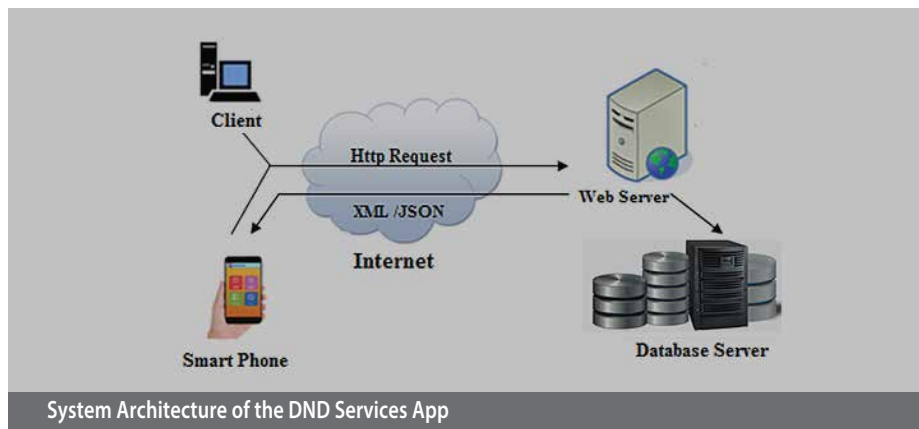 Client
Http Request
Web Server
XML /JSON
Internet
Smart Phone
Database Server
System Architecture of the DND Services App